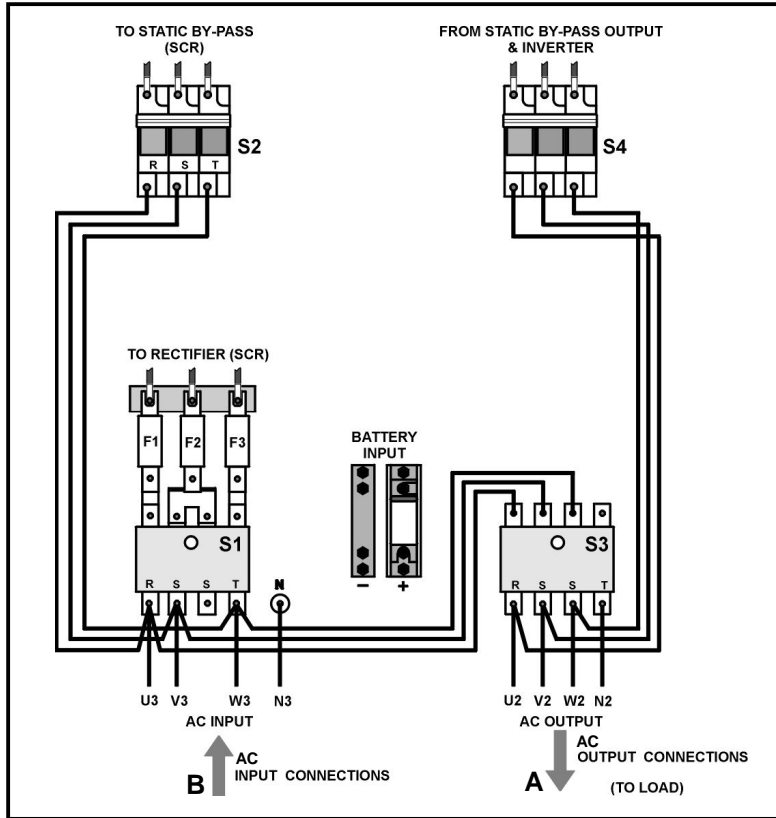 TO STATIC BY-PASS
(SCR)
FROM STATIC BY-PASS OUTPUT
& INVERTER
S2
R S T
S4
TO RECTIFIER (SCR)
F1 F2 F3
BATTERY
INPUT
S1
R S S T
N
− +
S3
R S S T
U3 V3 W3 N3
AC INPUT
B
AC
INPUT CONNECTIONS
U2 V2 W2 N2
AC OUTPUT
A
AC
OUTPUT CONNECTIONS
(TO LOAD)